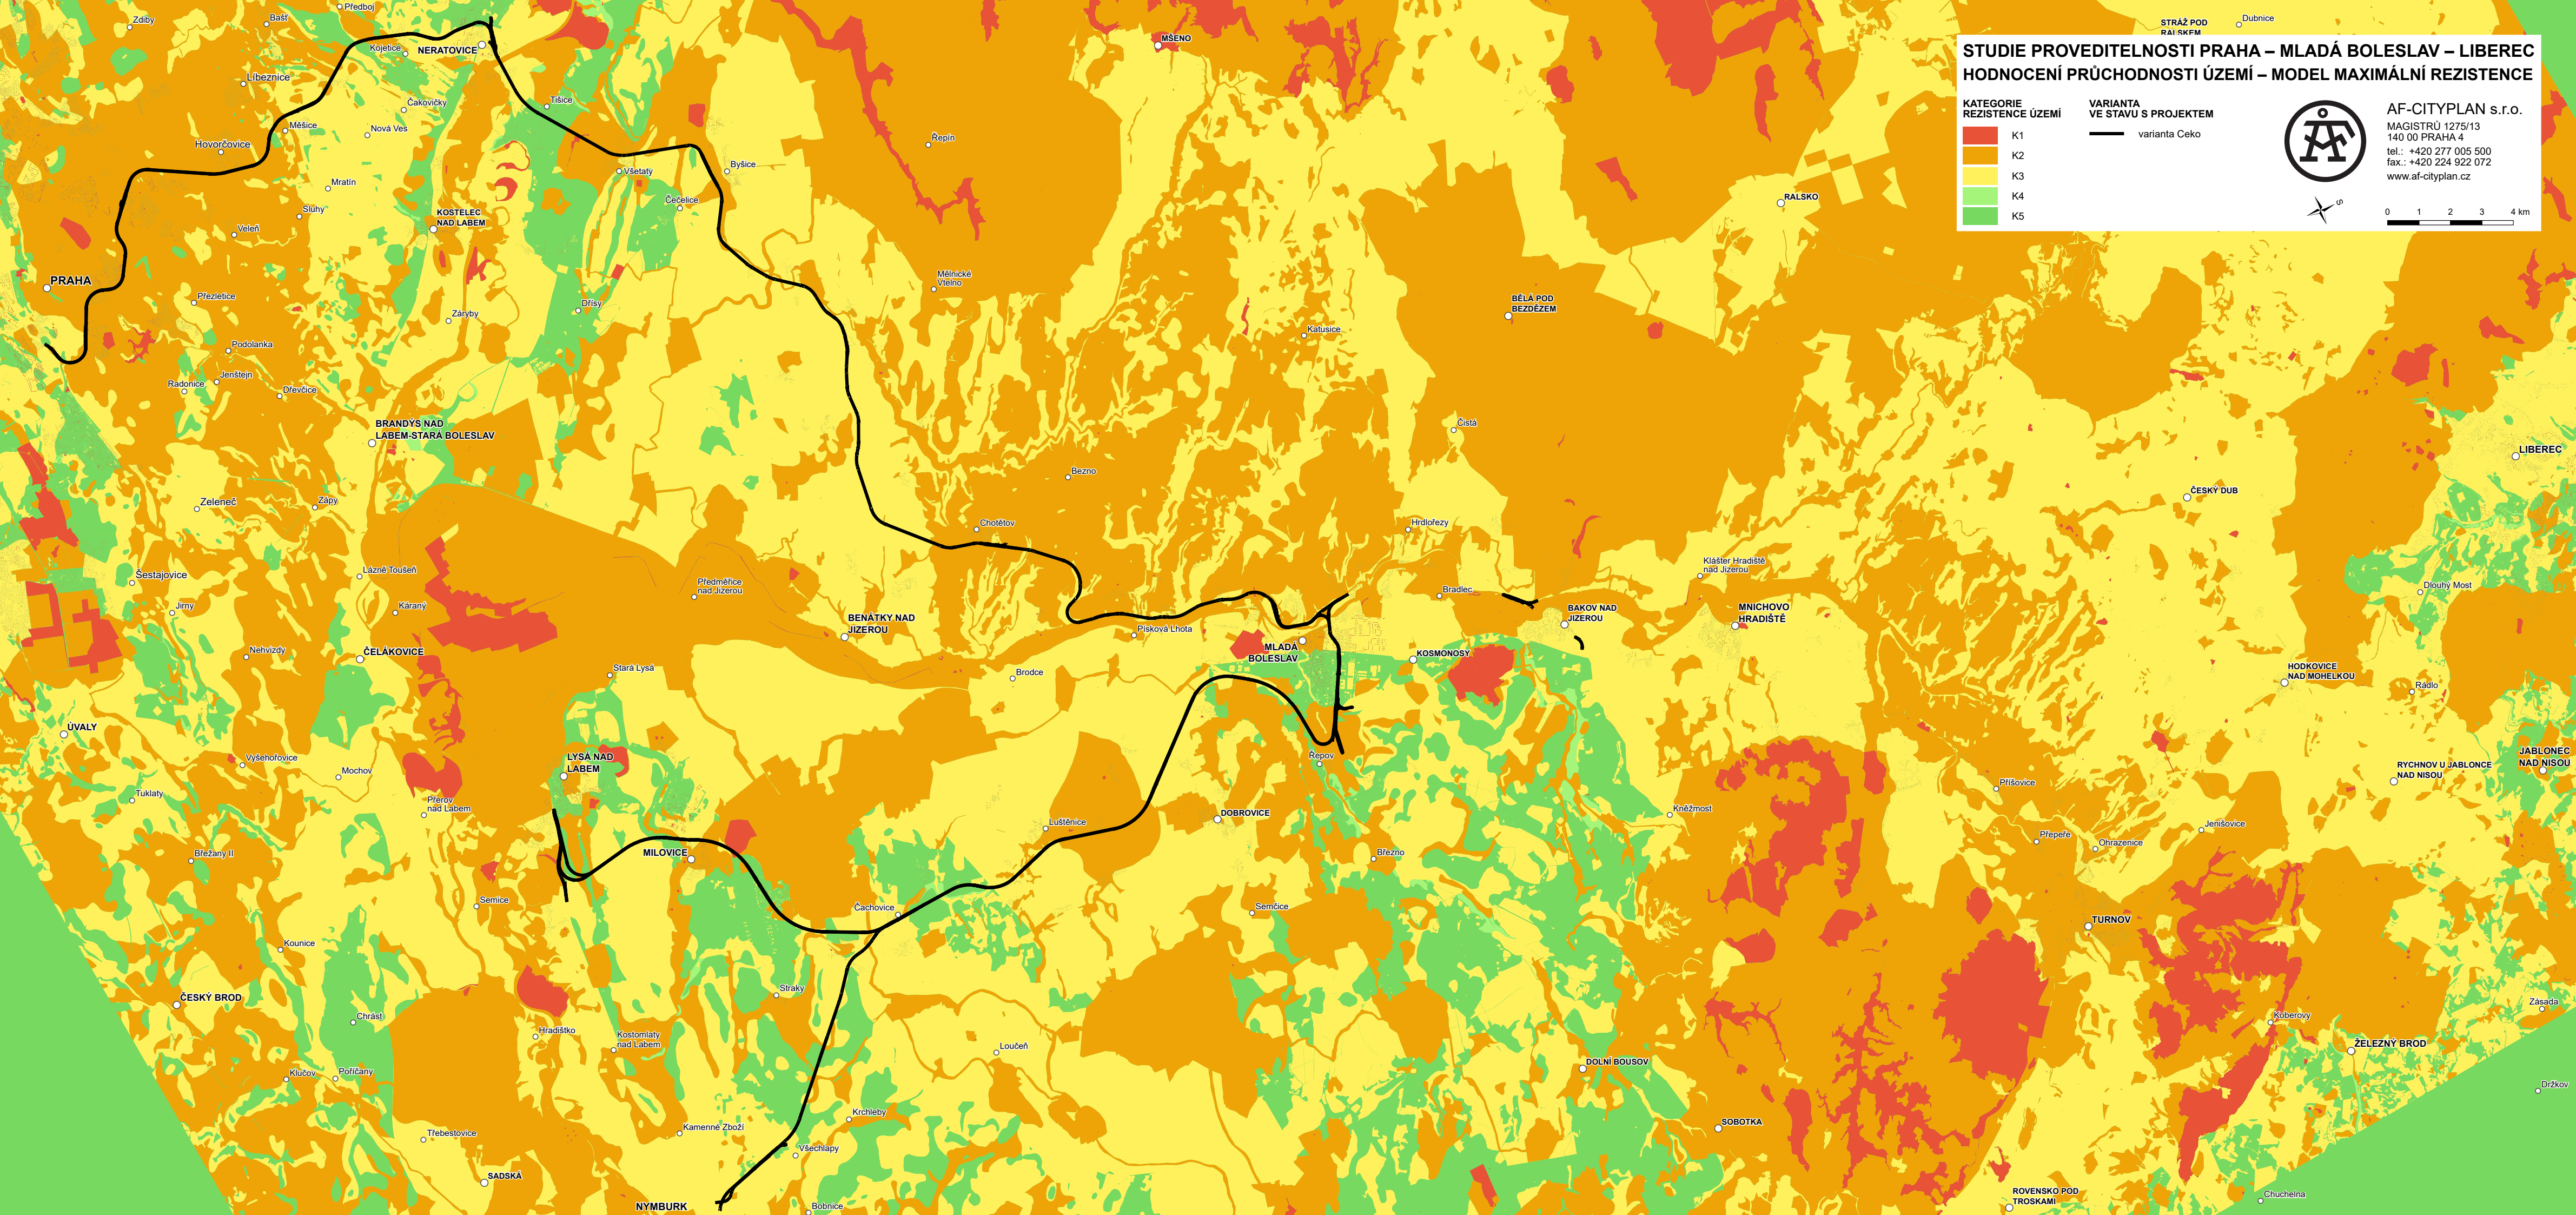 STUDIE PROVEDITELNOSTI PRAHA – MLADÁ BOLESLAV – LIBEREC
HODNOCENÍ PRŮCHODNOSTI ÚZEMÍ – MODEL MAXIMÁLNÍ REZISTENCE
KATEGORIE
REZISTENCE ÚZEMÍ
K1
K2
K3
K4
K5
VARIANTA
VE STAVU S PROJEKTEM
varianta Ceko
AF-CITYPLAN s.r.o.
MAGISTRŮ 1275/13
140 00 PRAHA 4
tel.: +420 277 005 500
fax.: +420 224 922 072
www.af-cityplan.cz
S
0 1 2 3 4 km
Zdiby
Bašť
Předboj
Kojetice
NERATOVICE
MŠENO
STRÁŽ POD
RALSKEM
Dubnice
Líbeznice
Čakovičky
Tišice
Měšice
Nová Ves
Hovorčovice
Všetaty
Byšice
Řepín
Mratín
Čečelice
Sluhy
KOSTELEC
NAD LABEM
Veleň
RALSKO
PRAHA
Přezletice
Záryby
Dřísy
Mělnické
Vtelno
BĚLÁ POD
BEZDĚZEM
Katusice
Podolanka
Jenštejn
Radonice
Dřevčice
BRANDÝS NAD
LABEM-STARÁ BOLESLAV
Čistá
LIBEREC
Bezno
ČESKÝ DUB
Zeleneč
Zápy
Chotětov
Hrdlořezy
Šestajovice
Lázně Toušeň
Předměřice
nad Jizerou
Klášter Hradiště
nad Jizerou
Dlouhý Most
Bradlec
Jirny
Káraný
BENÁTKY NAD
JIZEROU
Písková Lhota
BAKOV NAD
JIZEROU
MNICHOVO
HRADIŠTĚ
MLADÁ
BOLESLAV
KOSMONOSY
Nehvizdy
ČELÁKOVICE
Stará Lysá
Brodce
HODKOVICE
NAD MOHELKOU
Rádlo
ÚVALY
Vyšehořovice
Mochov
LYSÁ NAD
LABEM
Řepov
JABLONEC
NAD NISOU
RYCHNOV U JABLONCE
NAD NISOU
Tuklaty
Přerov
nad Labem
DOBROVICE
Kněžmost
Příšovice
Luštěnice
Jenišovice
Přepeře
Ohrazenice
Břežany II
MILOVICE
Březno
Semice
Čachovice
Semčice
TURNOV
Kounice
ČESKÝ BROD
Straky
Zásada
Chrást
Hradištko
Kostomlaty
nad Labem
Koberovy
ŽELEZNÝ BROD
Loučeň
DOLNÍ BOUSOV
Klučov
Poříčany
Držkov
Krchleby
SOBOTKA
Třebestovice
Kamenné Zboží
Všechlapy
SADSKÁ
ROVENSKO POD
TROSKAMI
Chuchelna
NYMBURK
Bobnice